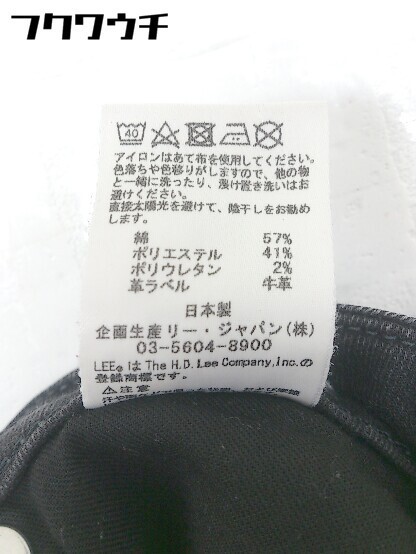 フクワウチ
40
アイロンはあて布を使用してください。
色落ちや色移りがしますので、他の物
と一緒に洗ったり、浸け置き洗いはお
避けください。
直接太陽光を避けて、陰干しをお勧め
します。
綿 57%
ポリエステル 41%
ポリウレタン 2%
革ラベル 牛革
日本製
企画生産リー・ジャパン(株)
03-5604-8900
LEE®はThe H.D.Lee Company,Inc.の
登録商標です。
⚠注意